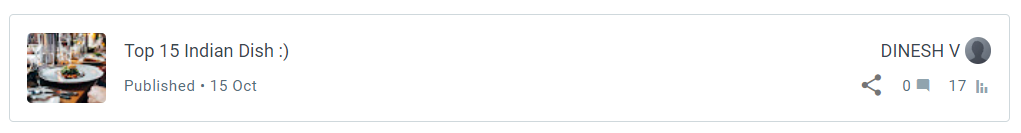 Top 15 Indian Dish :)
DINESH V
Published • 15 Oct
0 17